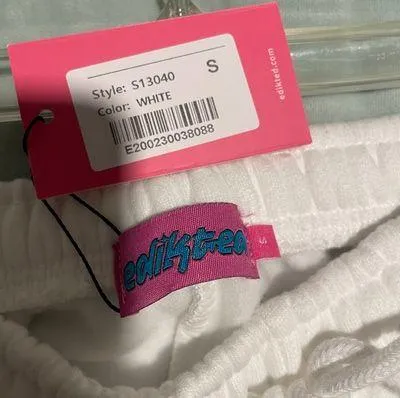 Style: S13040
S
Color: WHITE
E200230038088
edikted.com
edikted
S